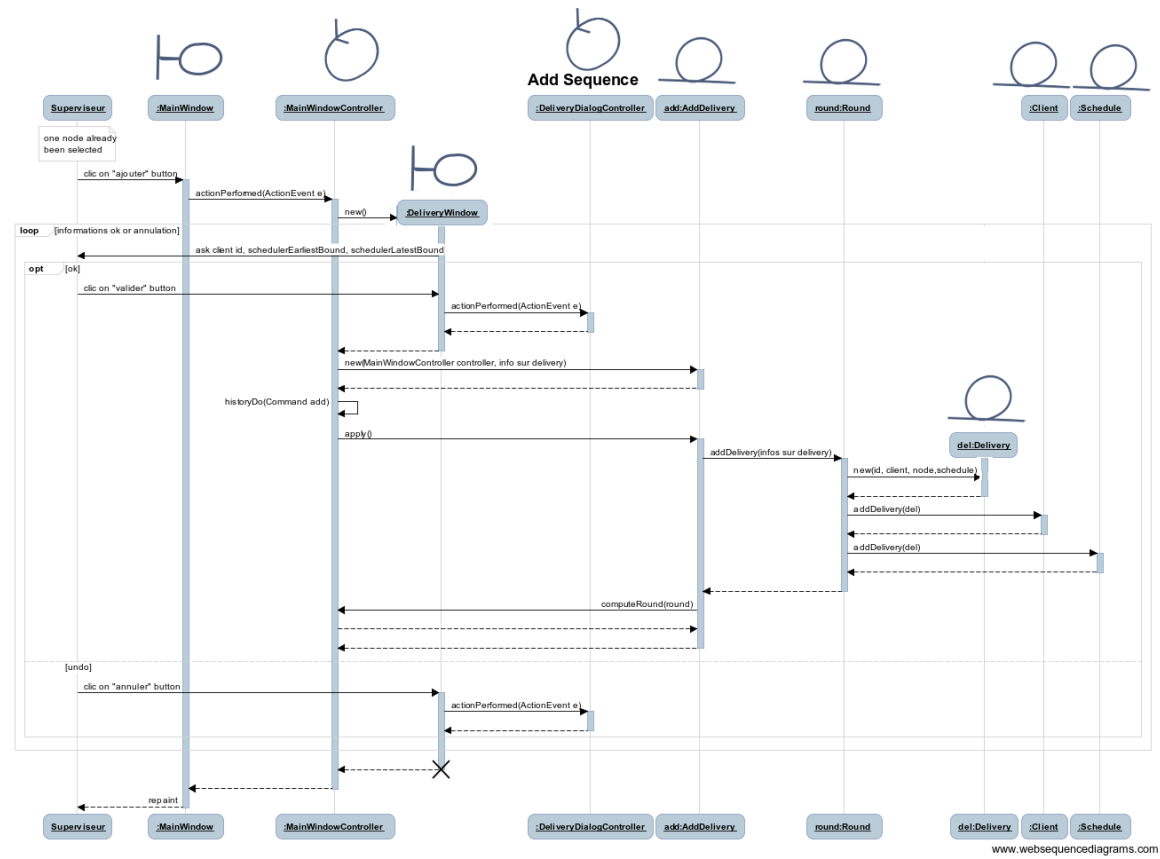 Add Sequence
Superviseur :MainWindow :MainWindowController :DeliveryDialogController add:AddDelivery round:Round :Client :Schedule
one node already
been selected
clic on "ajouter" button
actionPerformed(ActionEvent e)
new()
:DeliveryWindow
loop [informations ok or annulation]
ask client id, schedulerEarliestBound, schedulerLatestBound
opt [ok]
clic on "valider" button
actionPerformed(ActionEvent e)
new(MainWindowController controller, info sur delivery)
historyDo(Command add)
apply()
del:Delivery
addDelivery(infos sur delivery)
new(id, client, node,schedule)
addDelivery(del)
addDelivery(del)
computeRound(round)
[undo]
clic on "annuler" button
actionPerformed(ActionEvent e)
repaint
Superviseur :MainWindow :MainWindowController :DeliveryDialogController add:AddDelivery round:Round del:Delivery :Client :Schedule
www.websequencediagrams.com